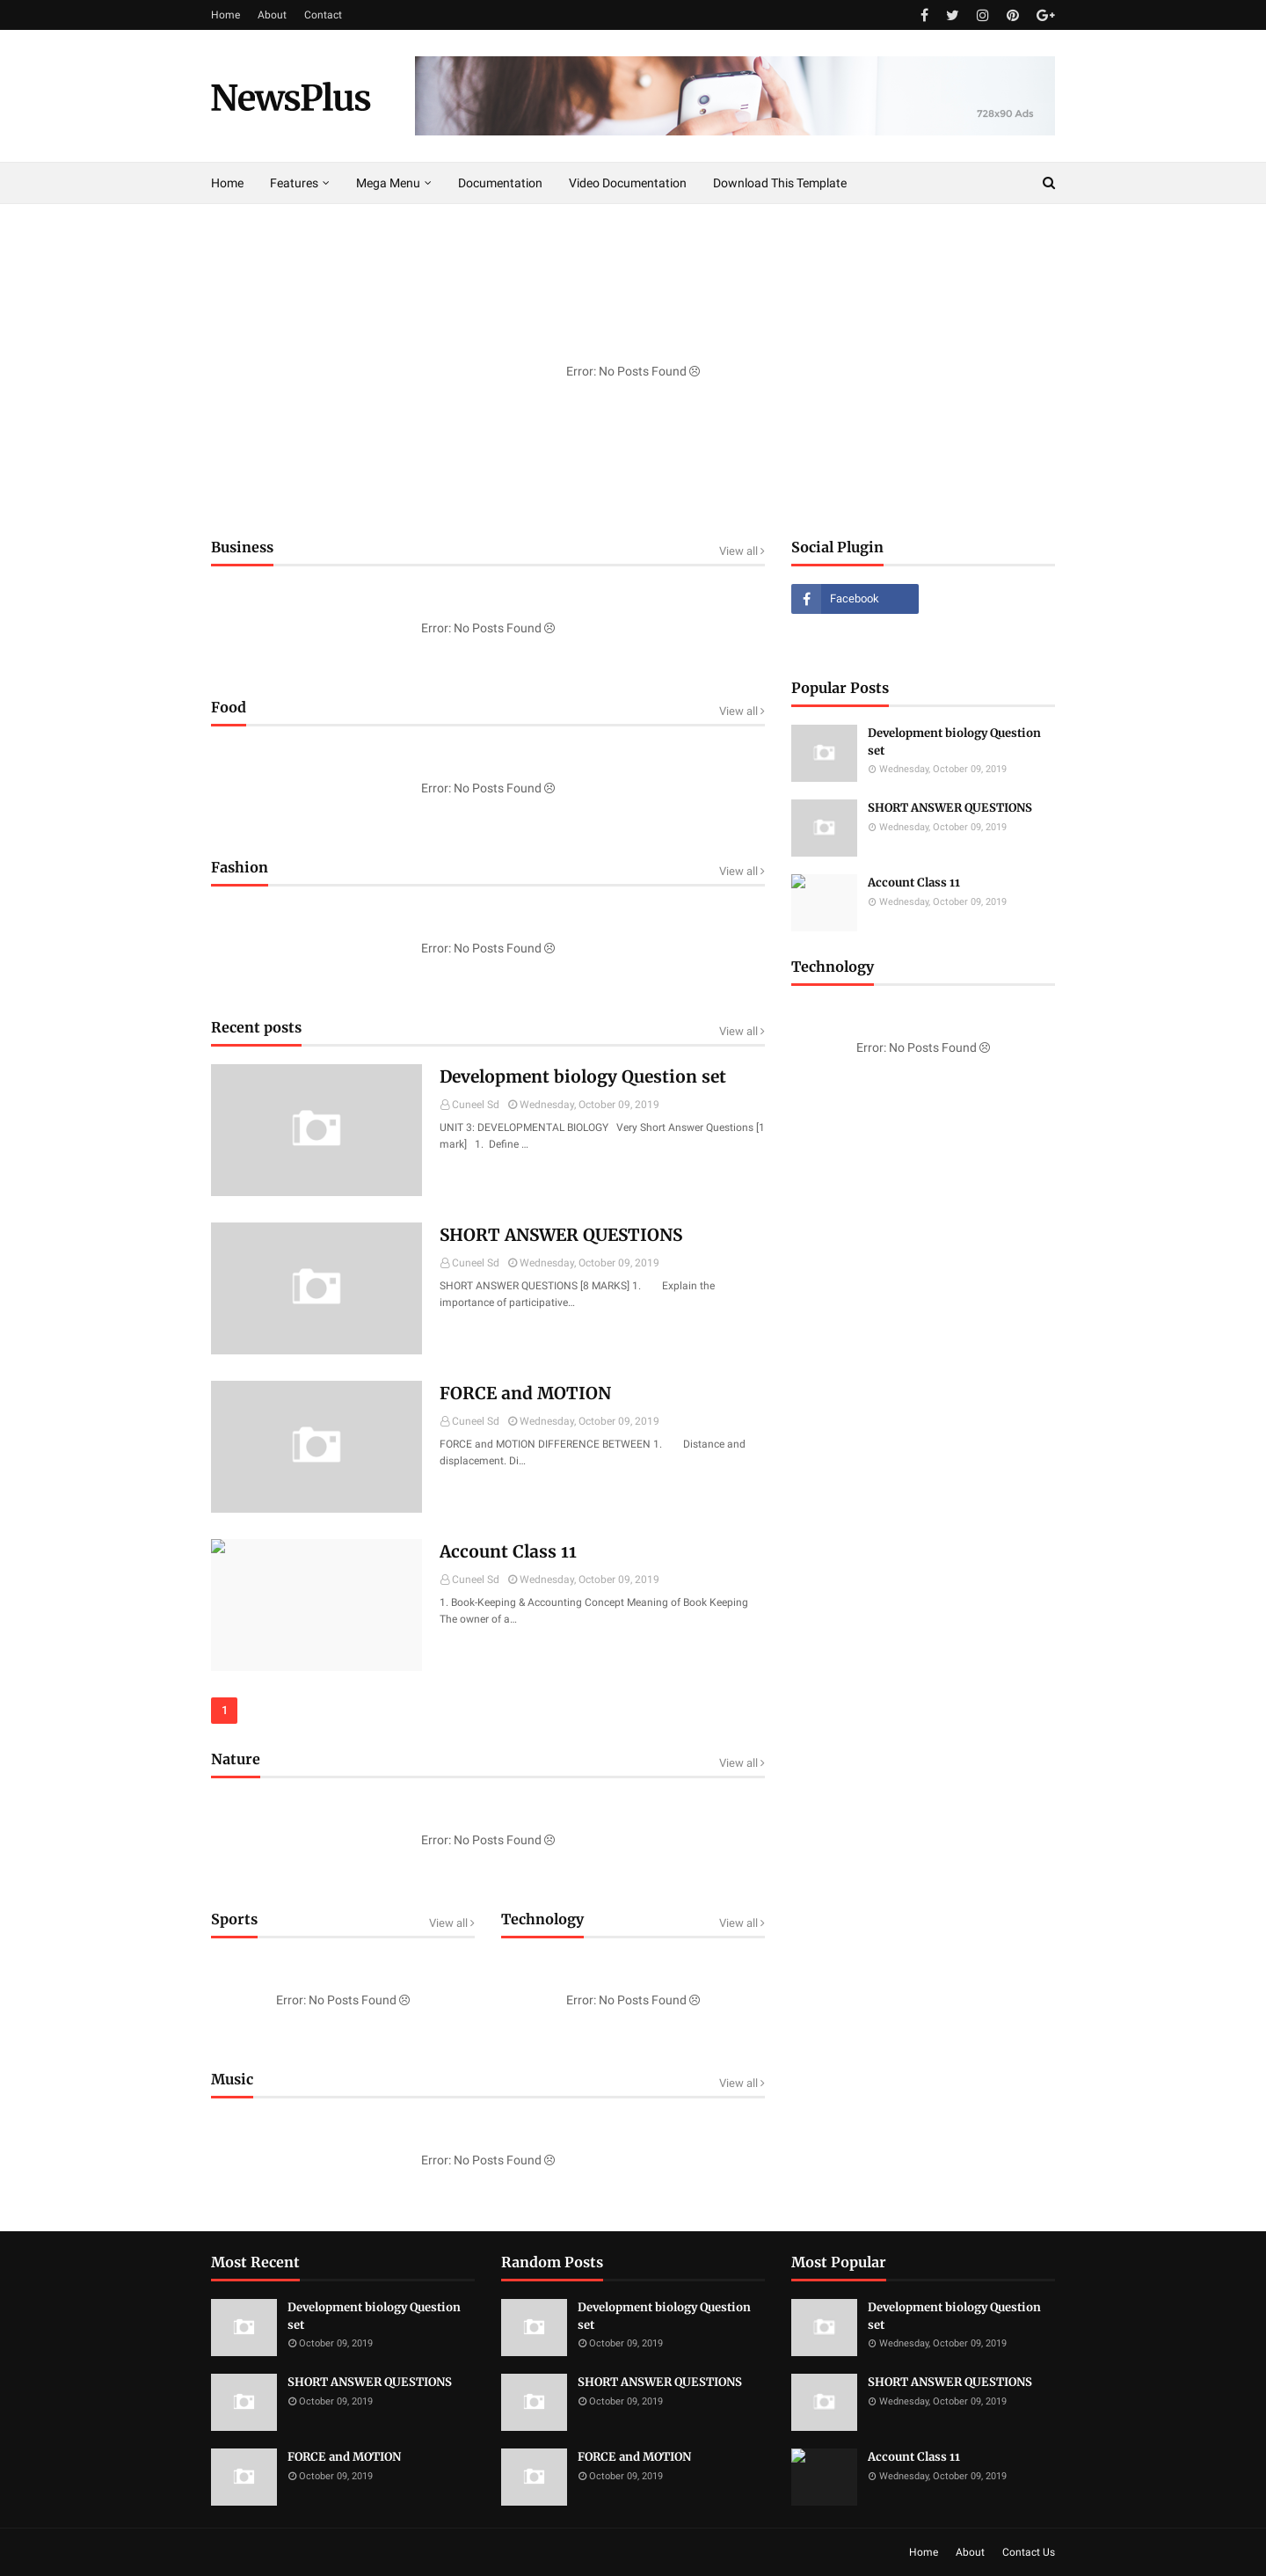 Home About Contact
NewsPlus
728x90 Ads
Home Features Mega Menu Documentation Video Documentation Download This Template
Error: No Posts Found
Business View all
Error: No Posts Found
Food View all
Error: No Posts Found
Fashion View all
Error: No Posts Found
Recent posts View all
Development biology Question set
Cuneel Sd Wednesday, October 09, 2019
UNIT 3: DEVELOPMENTAL BIOLOGY Very Short Answer Questions [1
mark] 1. Define ...
SHORT ANSWER QUESTIONS
Cuneel Sd Wednesday, October 09, 2019
SHORT ANSWER QUESTIONS [8 MARKS] 1. Explain the
importance of participative...
FORCE and MOTION
Cuneel Sd Wednesday, October 09, 2019
FORCE and MOTION DIFFERENCE BETWEEN 1. Distance and
displacement. Di...
Account Class 11
Cuneel Sd Wednesday, October 09, 2019
1. Book-Keeping & Accounting Concept Meaning of Book Keeping
The owner of a...
1
Nature View all
Error: No Posts Found
Sports View all
Error: No Posts Found
Technology View all
Error: No Posts Found
Music View all
Error: No Posts Found
Social Plugin
Facebook
Popular Posts
Development biology Question
set
Wednesday, October 09, 2019
SHORT ANSWER QUESTIONS
Wednesday, October 09, 2019
Account Class 11
Wednesday, October 09, 2019
Technology
Error: No Posts Found
Most Recent
Development biology Question
set
October 09, 2019
SHORT ANSWER QUESTIONS
October 09, 2019
FORCE and MOTION
October 09, 2019
Random Posts
Development biology Question
set
October 09, 2019
SHORT ANSWER QUESTIONS
October 09, 2019
FORCE and MOTION
October 09, 2019
Most Popular
Development biology Question
set
Wednesday, October 09, 2019
SHORT ANSWER QUESTIONS
Wednesday, October 09, 2019
Account Class 11
Wednesday, October 09, 2019
Home About Contact Us